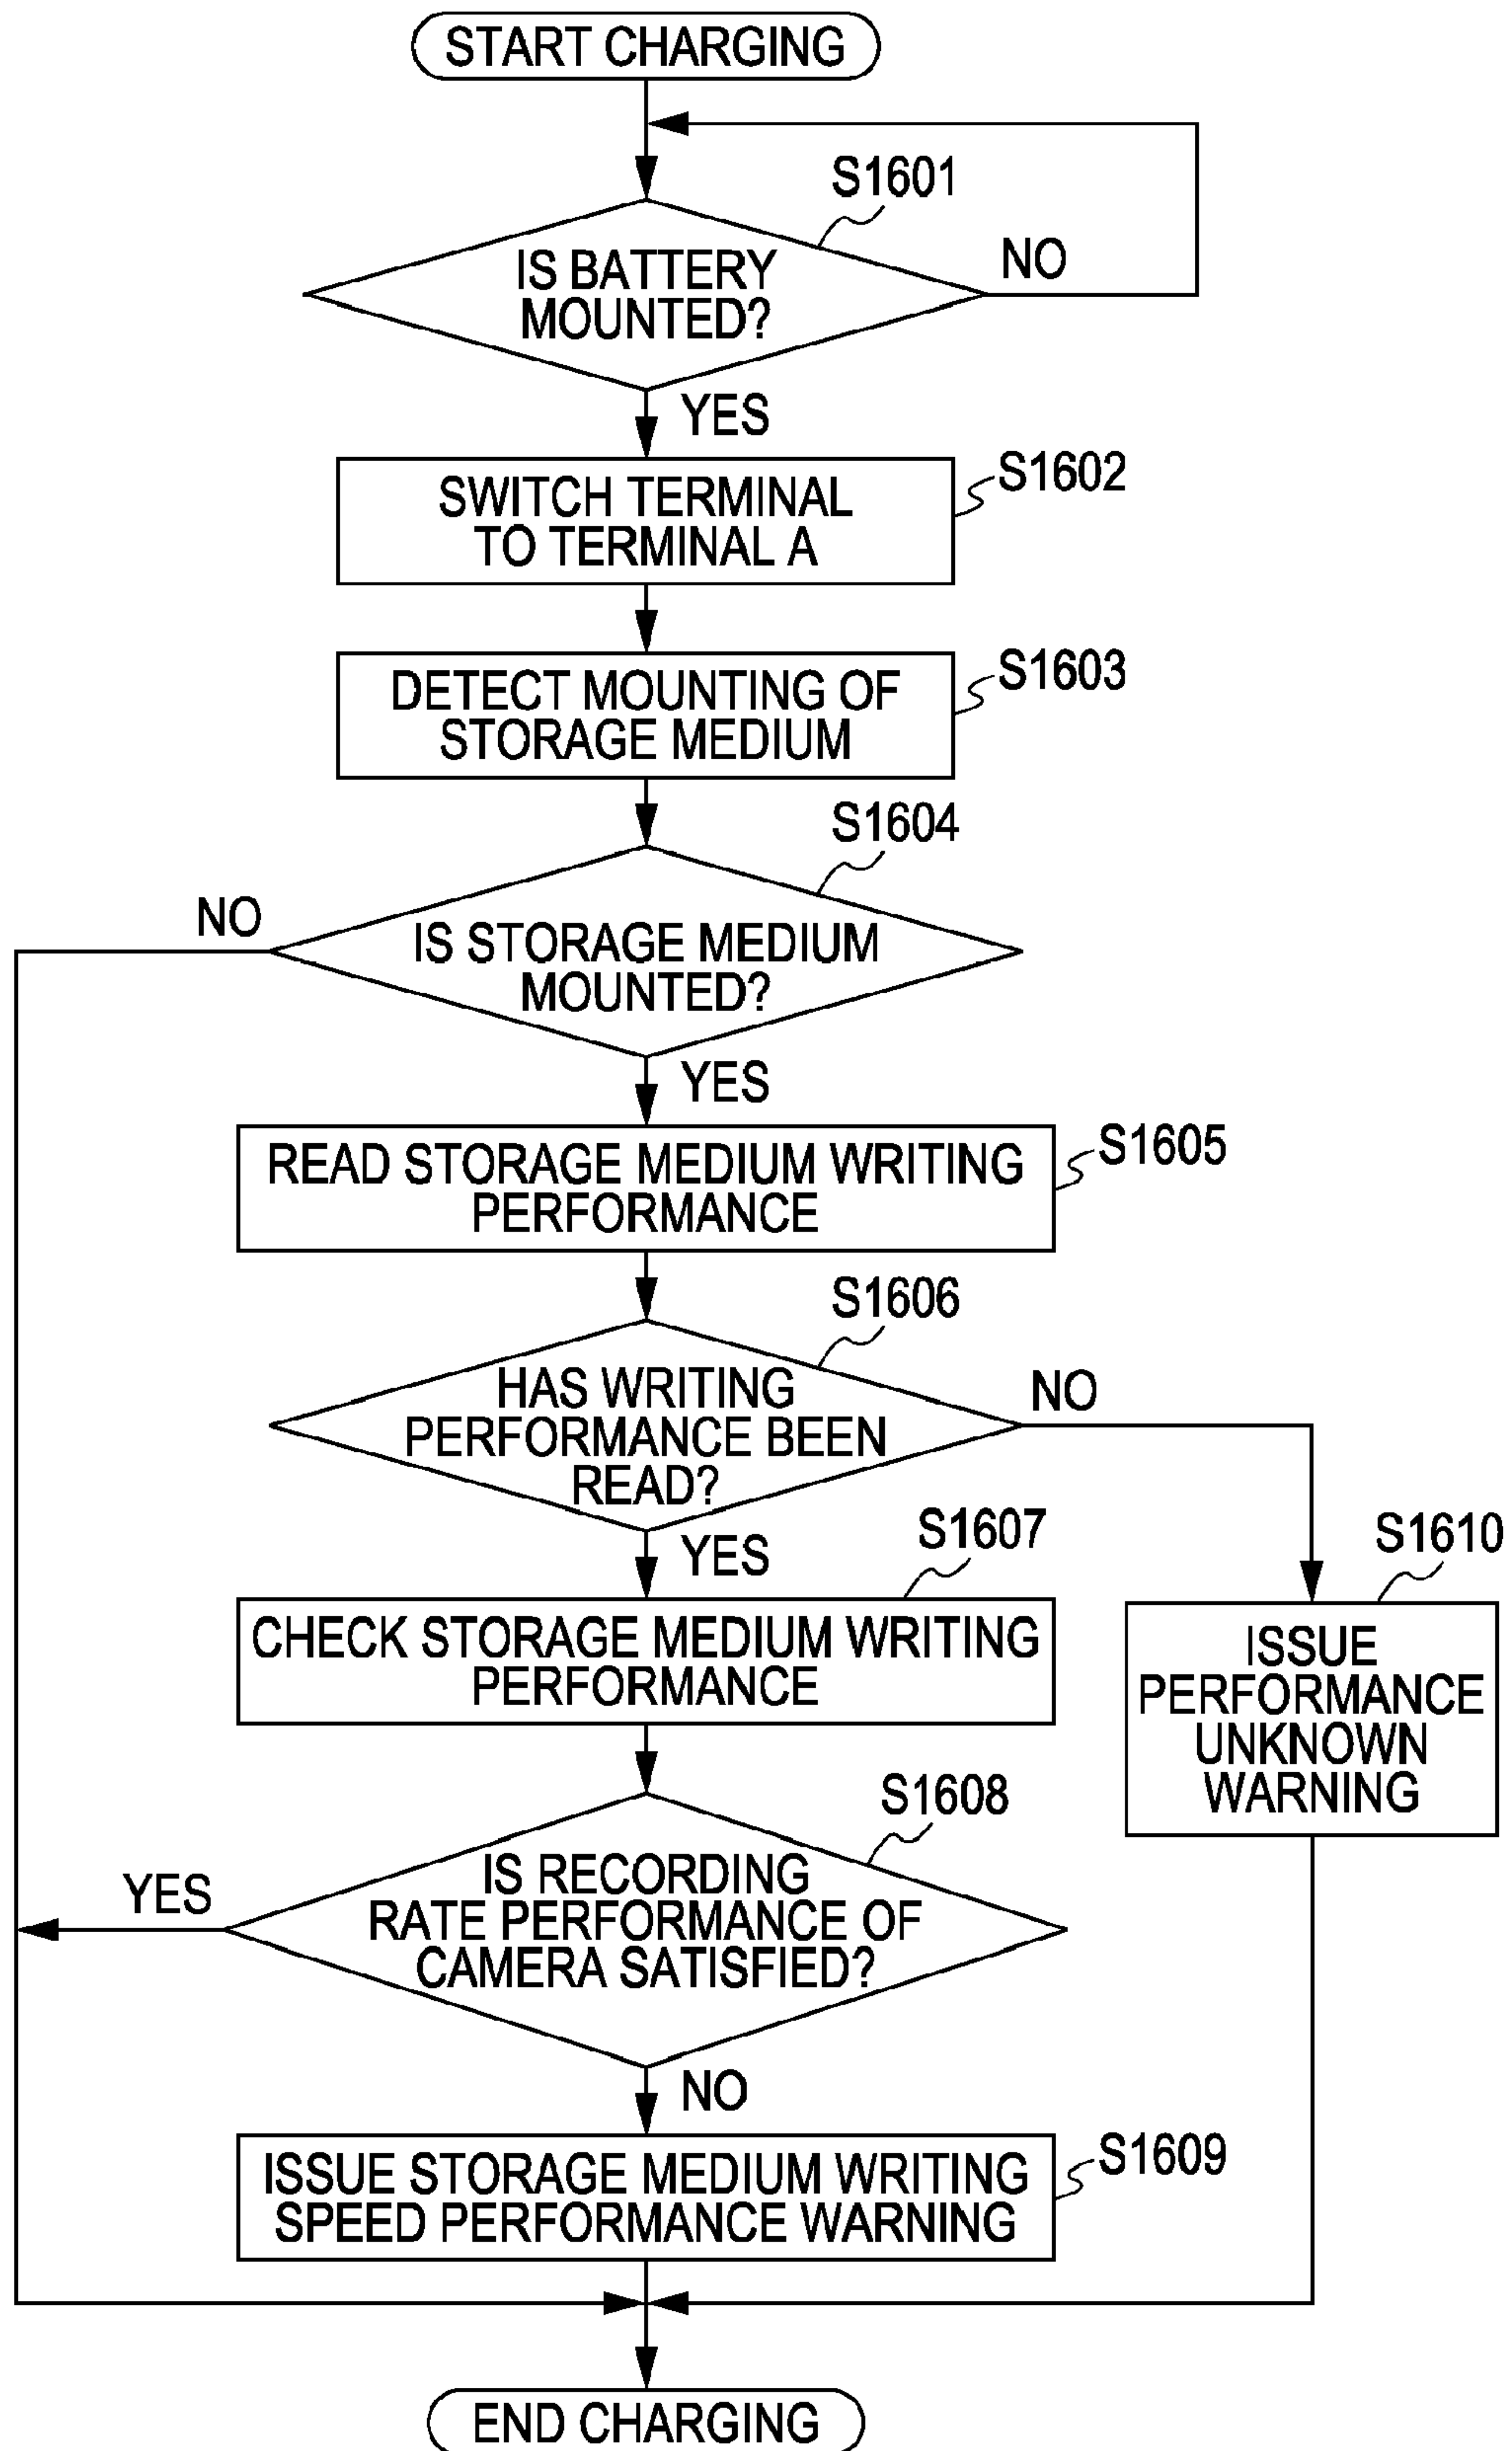 START CHARGING
S1601
IS BATTERY
MOUNTED?
NO
YES
SWITCH TERMINAL
TO TERMINAL A
S1602
DETECT MOUNTING OF
STORAGE MEDIUM
S1603
S1604
NO
IS STORAGE MEDIUM
MOUNTED?
YES
READ STORAGE MEDIUM WRITING
PERFORMANCE
S1605
S1606
HAS WRITING
PERFORMANCE BEEN
READ?
NO
YES
S1607
CHECK STORAGE MEDIUM WRITING
PERFORMANCE
S1610
ISSUE
PERFORMANCE
UNKNOWN
WARNING
S1608
IS RECORDING
RATE PERFORMANCE OF
CAMERA SATISFIED?
YES
NO
ISSUE STORAGE MEDIUM WRITING
SPEED PERFORMANCE WARNING
S1609
END CHARGING